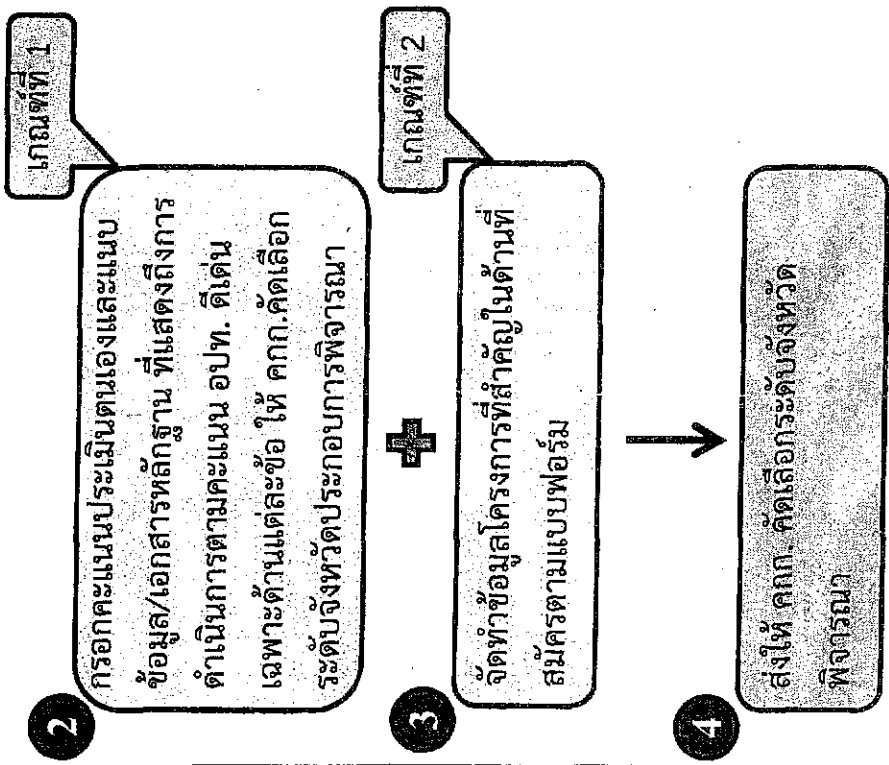 เกณฑ์ที่ 1
2
กรอกคะแนนประเมินตนเองและแนบ
ข้อมูล/เอกสารหลักฐาน ที่แสดงถึงการ
ดำเนินการตามคะแนน อปท. ดีเด่น
เฉพาะด้านแต่ละข้อ ให้ คกก.คัดเลือก
ระดับจังหวัดประกอบการพิจารณา
เกณฑ์ที่ 2
3
จัดทำข้อมูลโครงการที่สำคัญในด้านที่
สมัครตามแบบฟอร์ม
4
ส่งให้ คกก. คัดเลือกระดับจังหวัด
พิจารณา